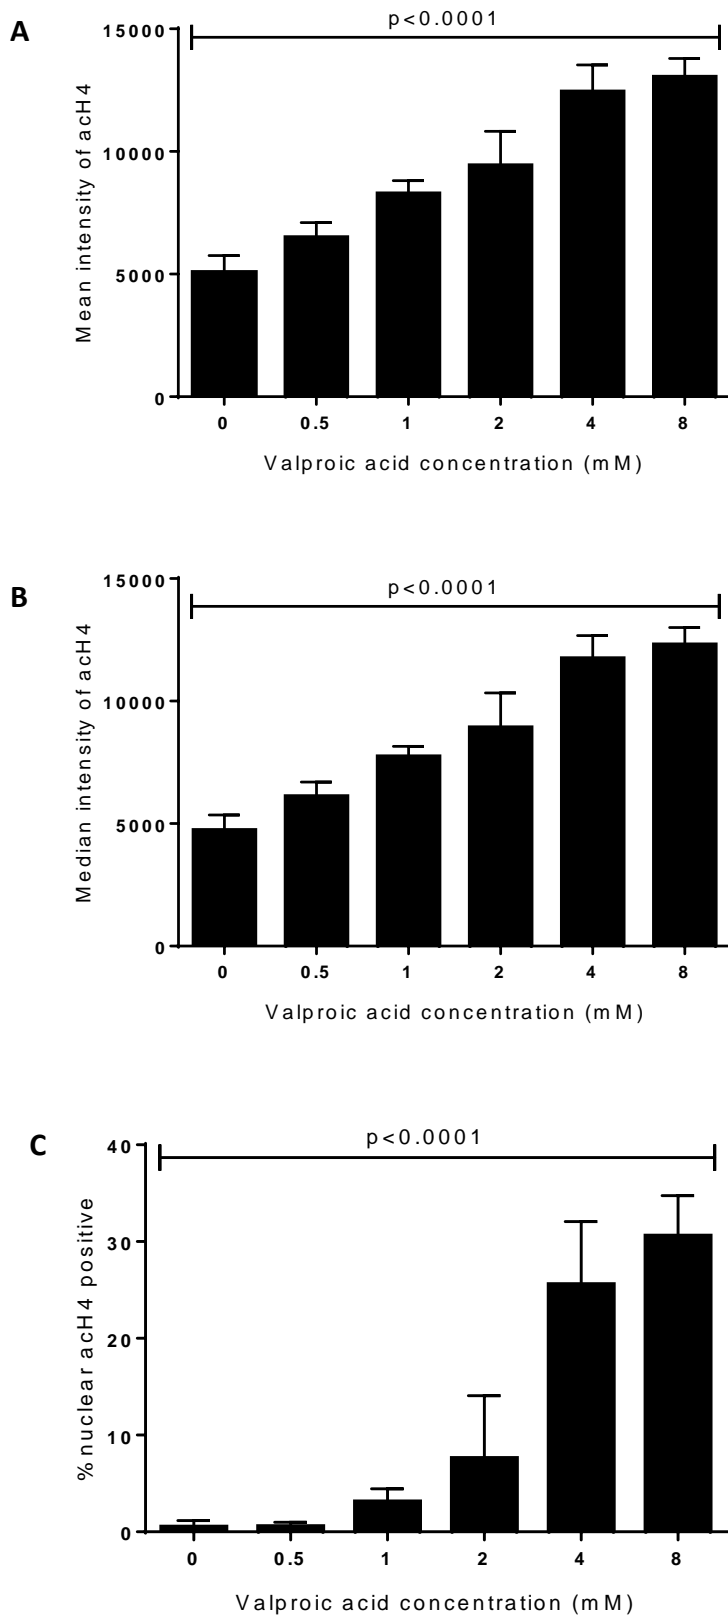 A
p<0.0001
15000
10000
5000
0
Mean intensity of acH4
0 0.5 1 2 4 8
Valproic acid concentration (mM)
B
p<0.0001
15000
10000
5000
0
Median intensity of acH4
0 0.5 1 2 4 8
Valproic acid concentration (mM)
C
p<0.0001
40
30
20
10
0
% nuclear acH4 positive
0 0.5 1 2 4 8
Valproic acid concentration (mM)